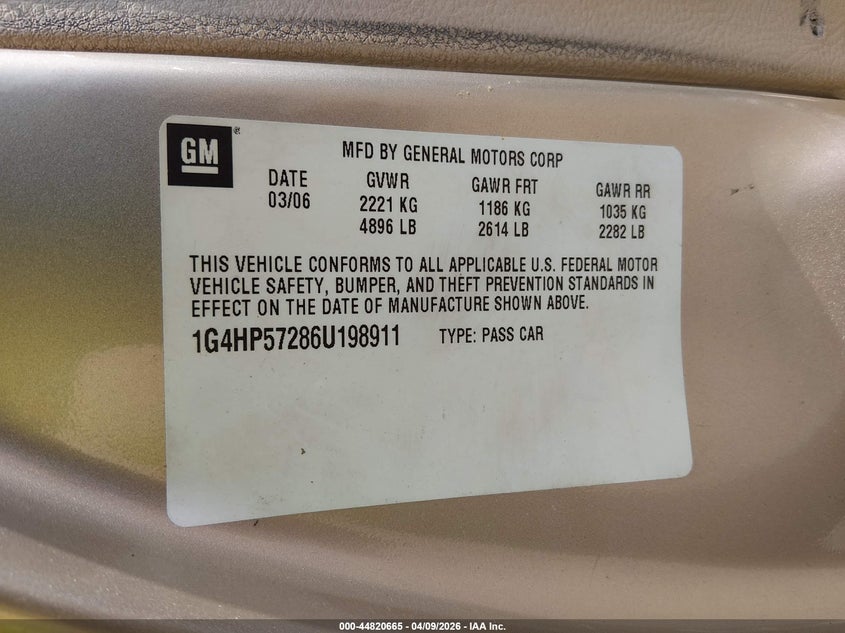 GM®
MFD BY GENERAL MOTORS CORP
DATE GVWR GAWR FRT GAWR RR
03/06 2221 KG 1186 KG 1035 KG
4896 LB 2614 LB 2282 LB
THIS VEHICLE CONFORMS TO ALL APPLICABLE U.S. FEDERAL MOTOR
VEHICLE SAFETY, BUMPER, AND THEFT PREVENTION STANDARDS IN
EFFECT ON THE DATE OF MANUFACTURE SHOWN ABOVE.
1G4HP57286U198911 TYPE: PASS CAR
000-44820665 - 04/09/2026 - IAA Inc.